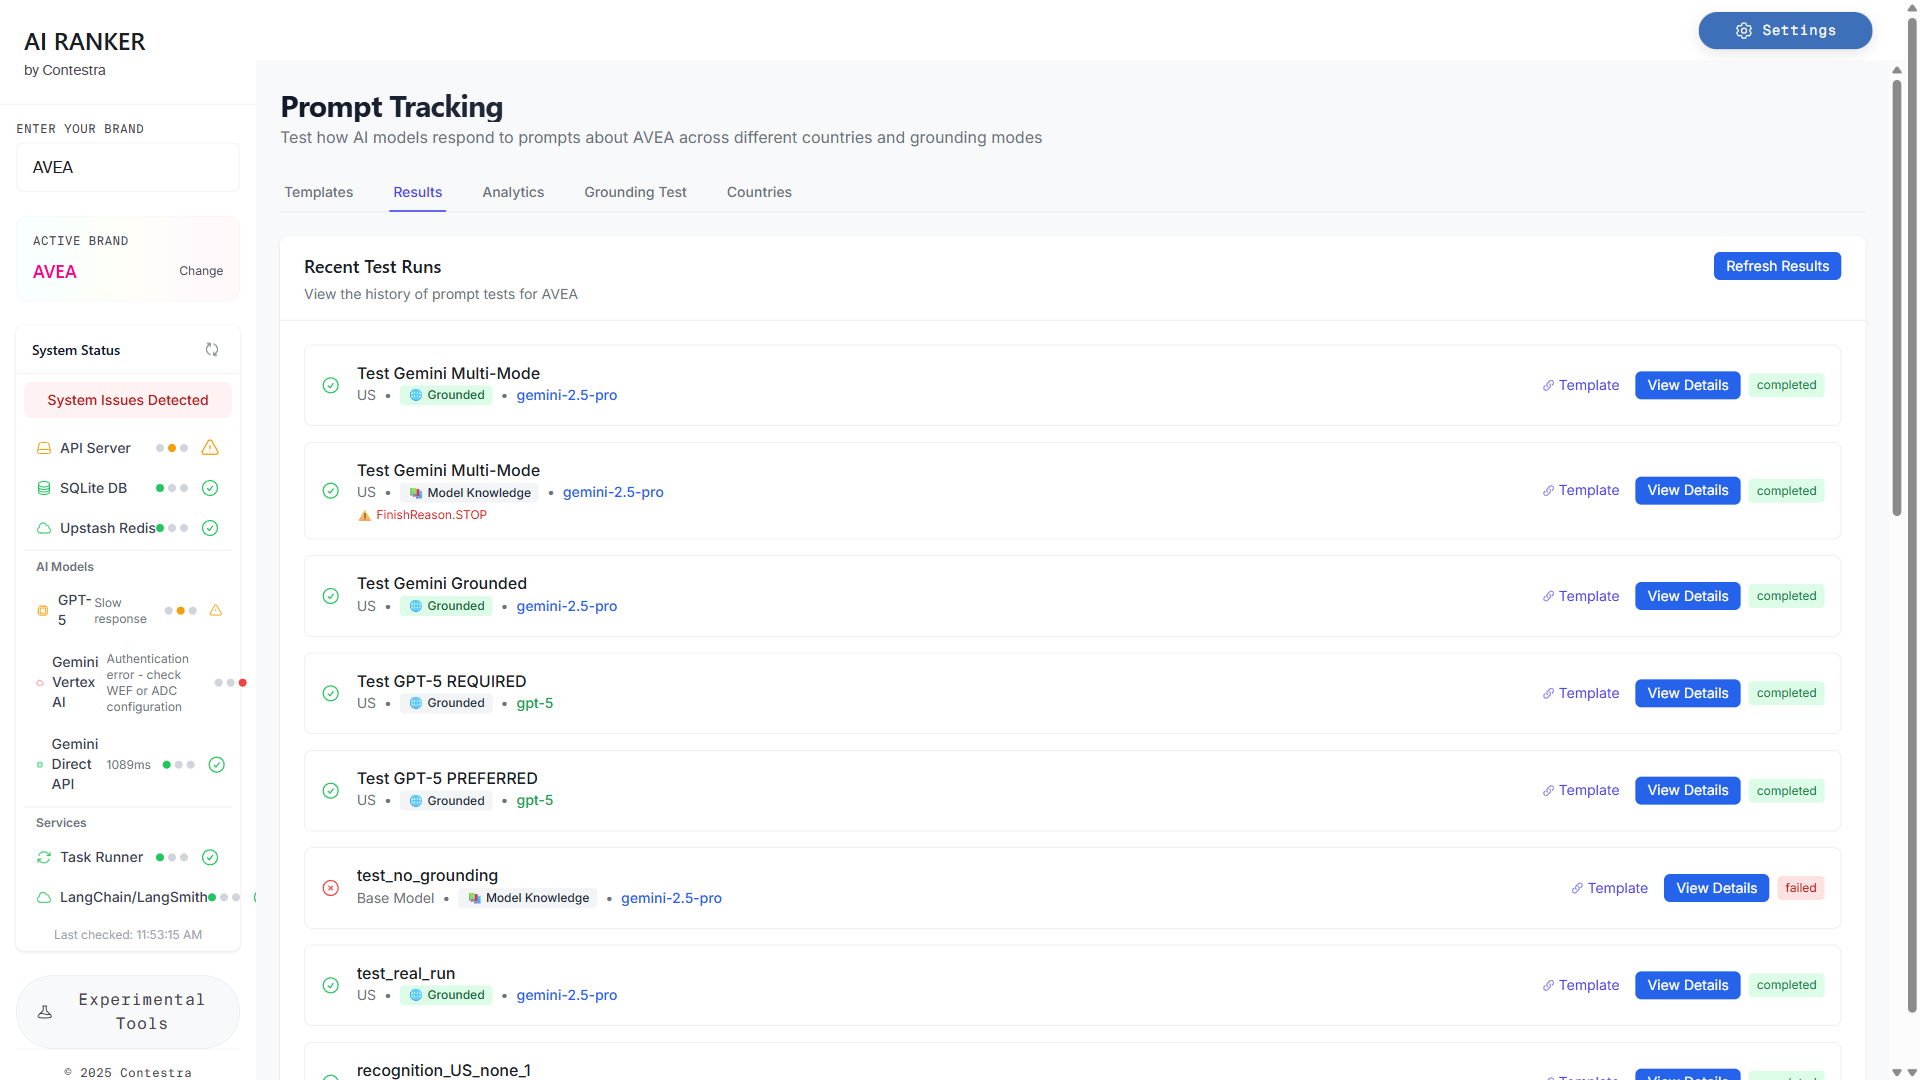 AI RANKER
by Contestra
ENTER YOUR BRAND
AVEA
ACTIVE BRAND
AVEA
Change
System Status
System Issues Detected
API Server
SQLite DB
Upstash Redis
AI Models
GPT-5
Slow response
Gemini Vertex AI
Authentication error - check WEF or ADC configuration
Gemini Direct API
1089ms
Services
Task Runner
LangChain/LangSmith
Last checked: 11:53:15 AM
Experimental Tools
© 2025 Contestra
Settings
Prompt Tracking
Test how AI models respond to prompts about AVEA across different countries and grounding modes
Templates
Results
Analytics
Grounding Test
Countries
Recent Test Runs
View the history of prompt tests for AVEA
Refresh Results
Test Gemini Multi-Mode
US • Grounded • gemini-2.5-pro
Template
View Details
completed
Test Gemini Multi-Mode
US • Model Knowledge • gemini-2.5-pro
FinishReason.STOP
Template
View Details
completed
Test Gemini Grounded
US • Grounded • gemini-2.5-pro
Template
View Details
completed
Test GPT-5 REQUIRED
US • Grounded • gpt-5
Template
View Details
completed
Test GPT-5 PREFERRED
US • Grounded • gpt-5
Template
View Details
completed
test_no_grounding
Base Model • Model Knowledge • gemini-2.5-pro
Template
View Details
failed
test_real_run
US • Grounded • gemini-2.5-pro
Template
View Details
completed
recognition_US_none_1
Template
View Details
completed